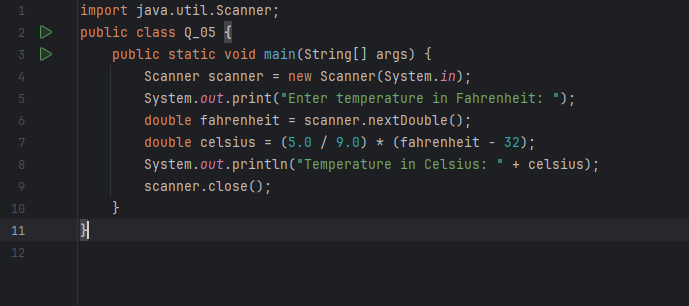 1 import java.util.Scanner;
2 public class Q_05 {
3 public static void main(String[] args) {
4 Scanner scanner = new Scanner(System.in);
5 System.out.print("Enter temperature in Fahrenheit: ");
6 double fahrenheit = scanner.nextDouble();
7 double celsius = (5.0 / 9.0) * (fahrenheit - 32);
8 System.out.println("Temperature in Celsius: " + celsius);
9 scanner.close();
10 }
11 }
12